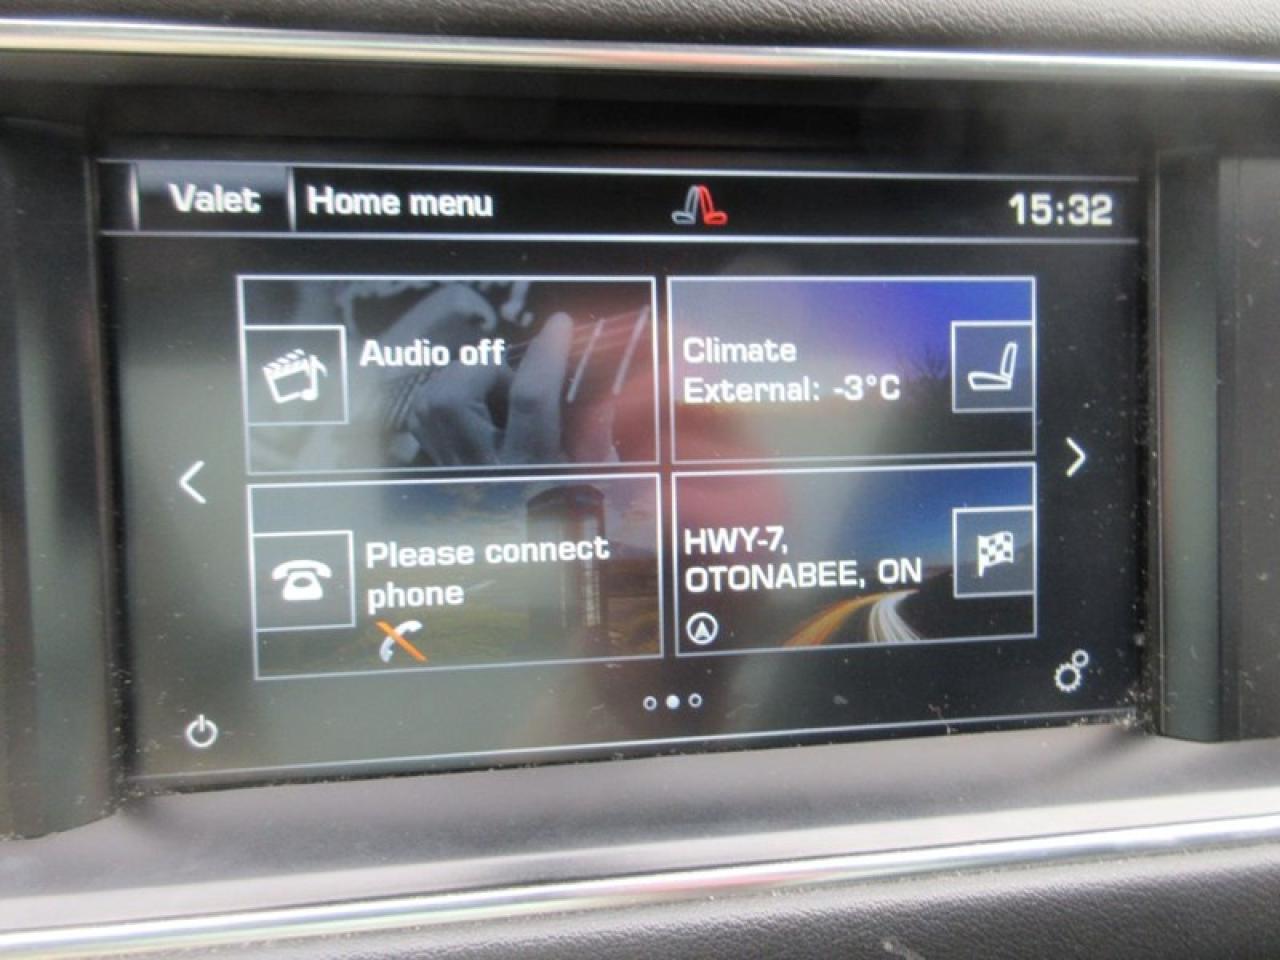 Valet
Home menu
15:32
Audio off
Climate
External: -3°C
Please connect
phone
HWY-7,
OTONABEE, ON